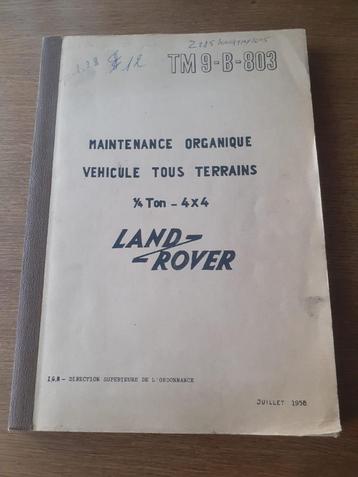 TM 9-B-803
MAINTENANCE ORGANIQUE
VEHICULE TOUS TERRAINS
¼ Ton - 4X4
LAND-
-ROVER
I.G.N - DIRECTION SUPERIEURE DE L'ORDONNANCE
JUILLET 1958